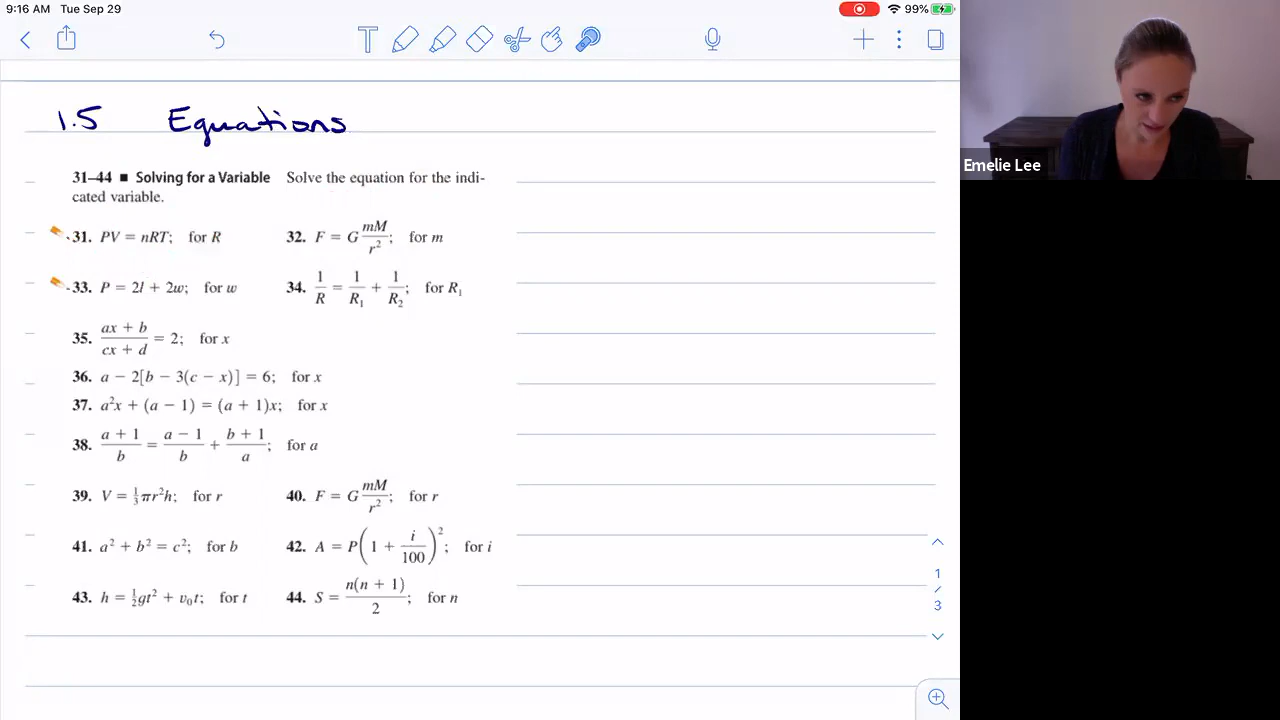 9:16 AM Tue Sep 29
99%
1.5 Equations
31–44 ■ Solving for a Variable Solve the equation for the indi-
cated variable.
31. PV = nRT; for R
32. F = G mM/r²; for m
33. P = 2l + 2w; for w
34. 1/R = 1/R₁ + 1/R₂; for R₁
35. (ax + b)/(cx + d) = 2; for x
36. a − 2[b − 3(c − x)] = 6; for x
37. a²x + (a − 1) = (a + 1)x; for x
38. (a + 1)/b = (a − 1)/b + (b + 1)/a; for a
39. V = ⅓πr²h; for r
40. F = G mM/r²; for r
41. a² + b² = c²; for b
42. A = P(1 + i/100)²; for i
43. h = ½gt² + v₀t; for t
44. S = n(n + 1)/2; for n
1
/
3
Emelie Lee